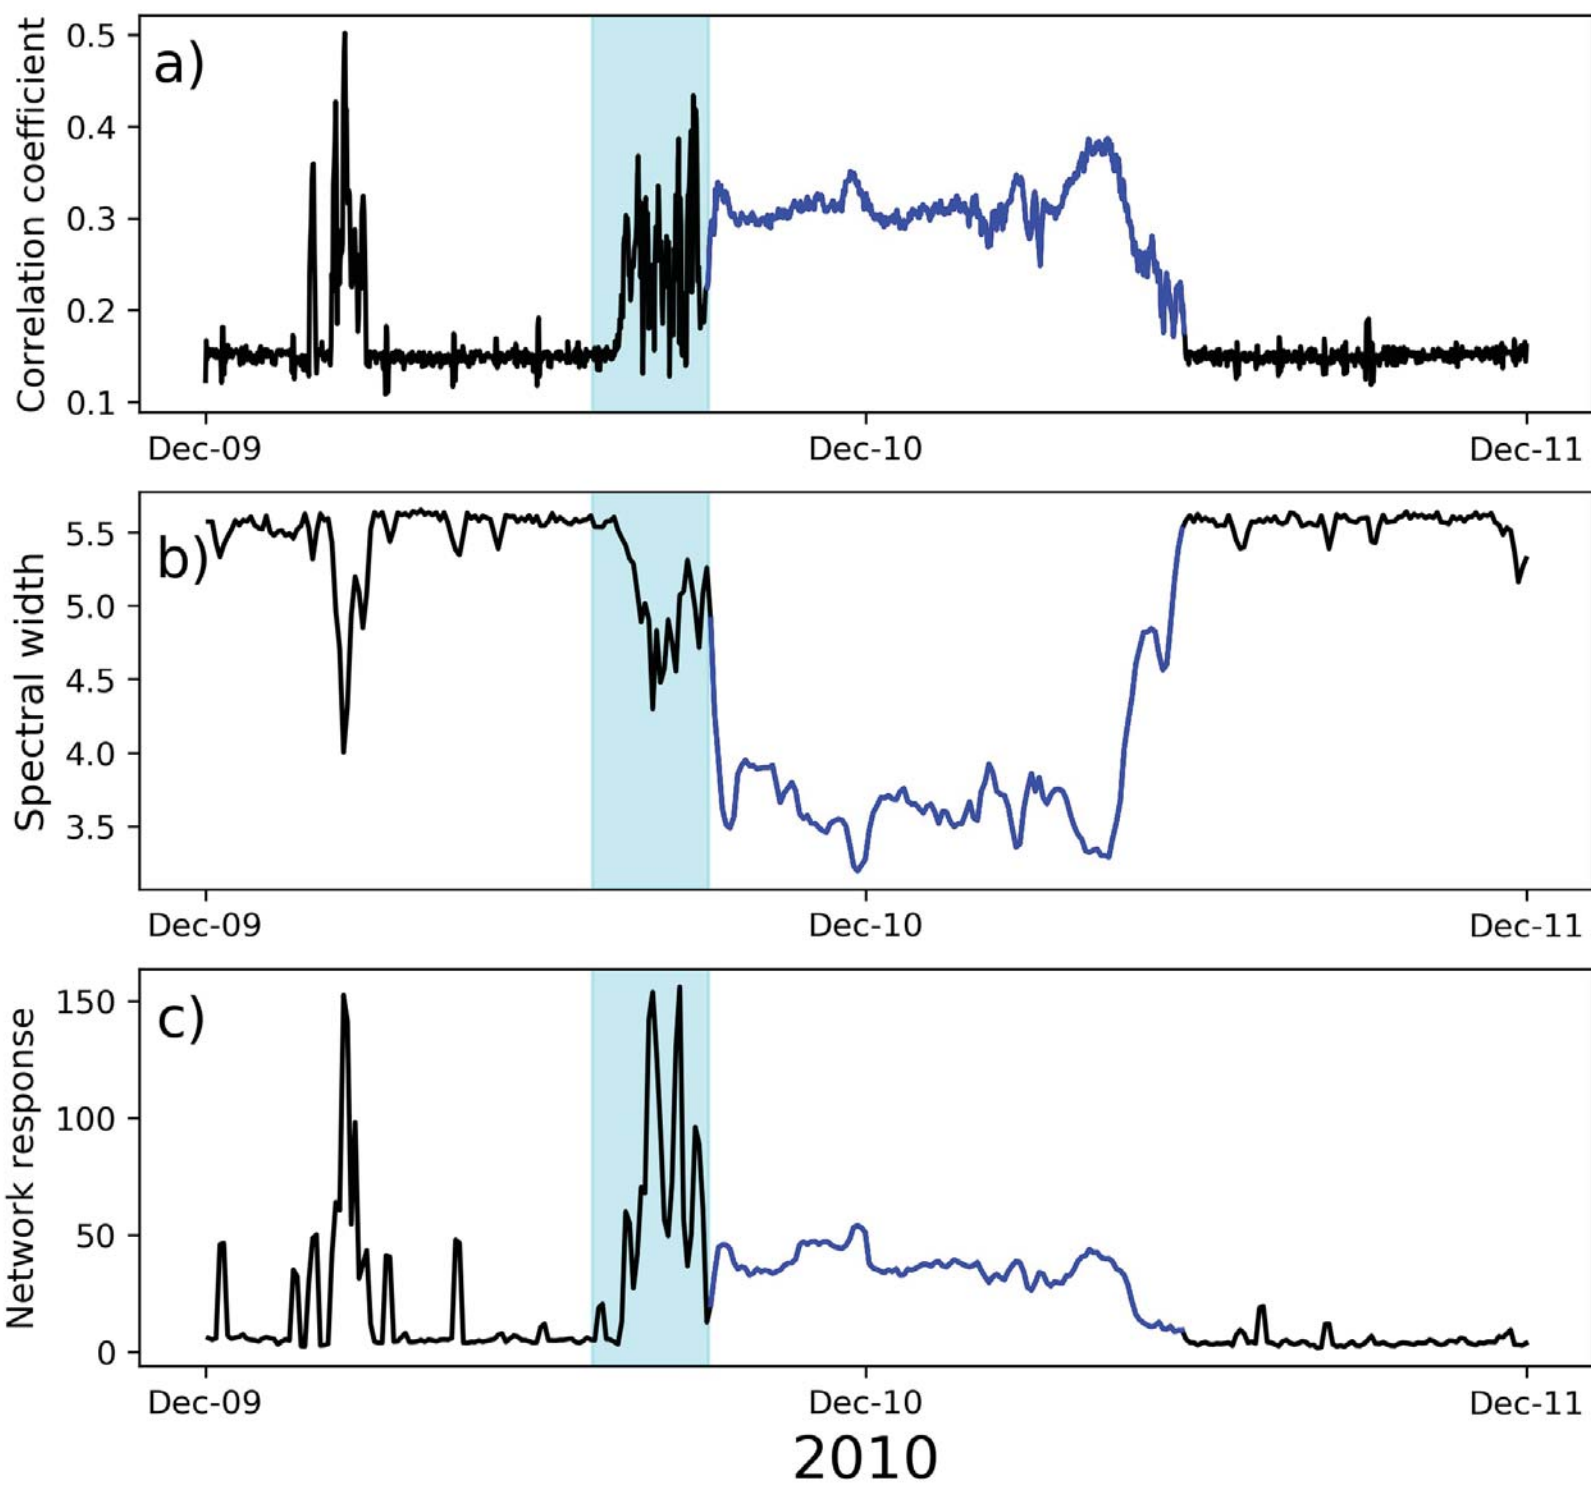 Correlation coefficient
a)
0.5
0.4
0.3
0.2
0.1
Dec-09 Dec-10 Dec-11
Spectral width
b)
5.5
5.0
4.5
4.0
3.5
Dec-09 Dec-10 Dec-11
Network response
c)
150
100
50
0
Dec-09 Dec-10 Dec-11
2010